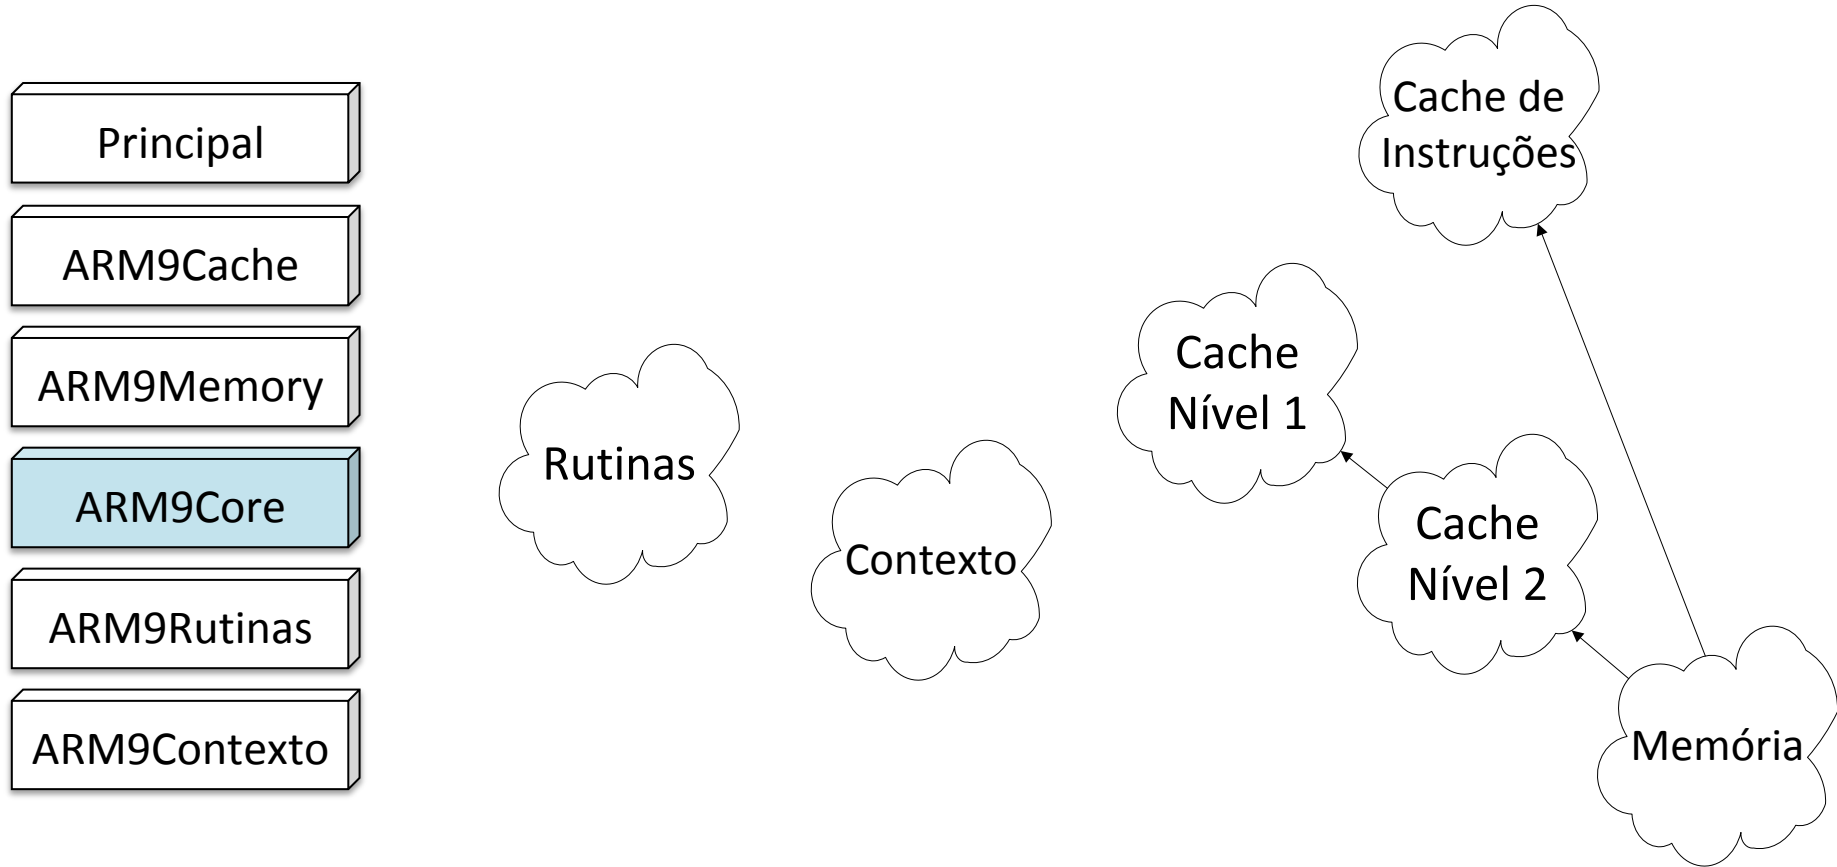 Principal
ARM9Cache
ARM9Memory
ARM9Core
ARM9Rutinas
ARM9Contexto
Rutinas
Contexto
Cache
Nível 1
Cache de
Instruções
Cache
Nível 2
Memória